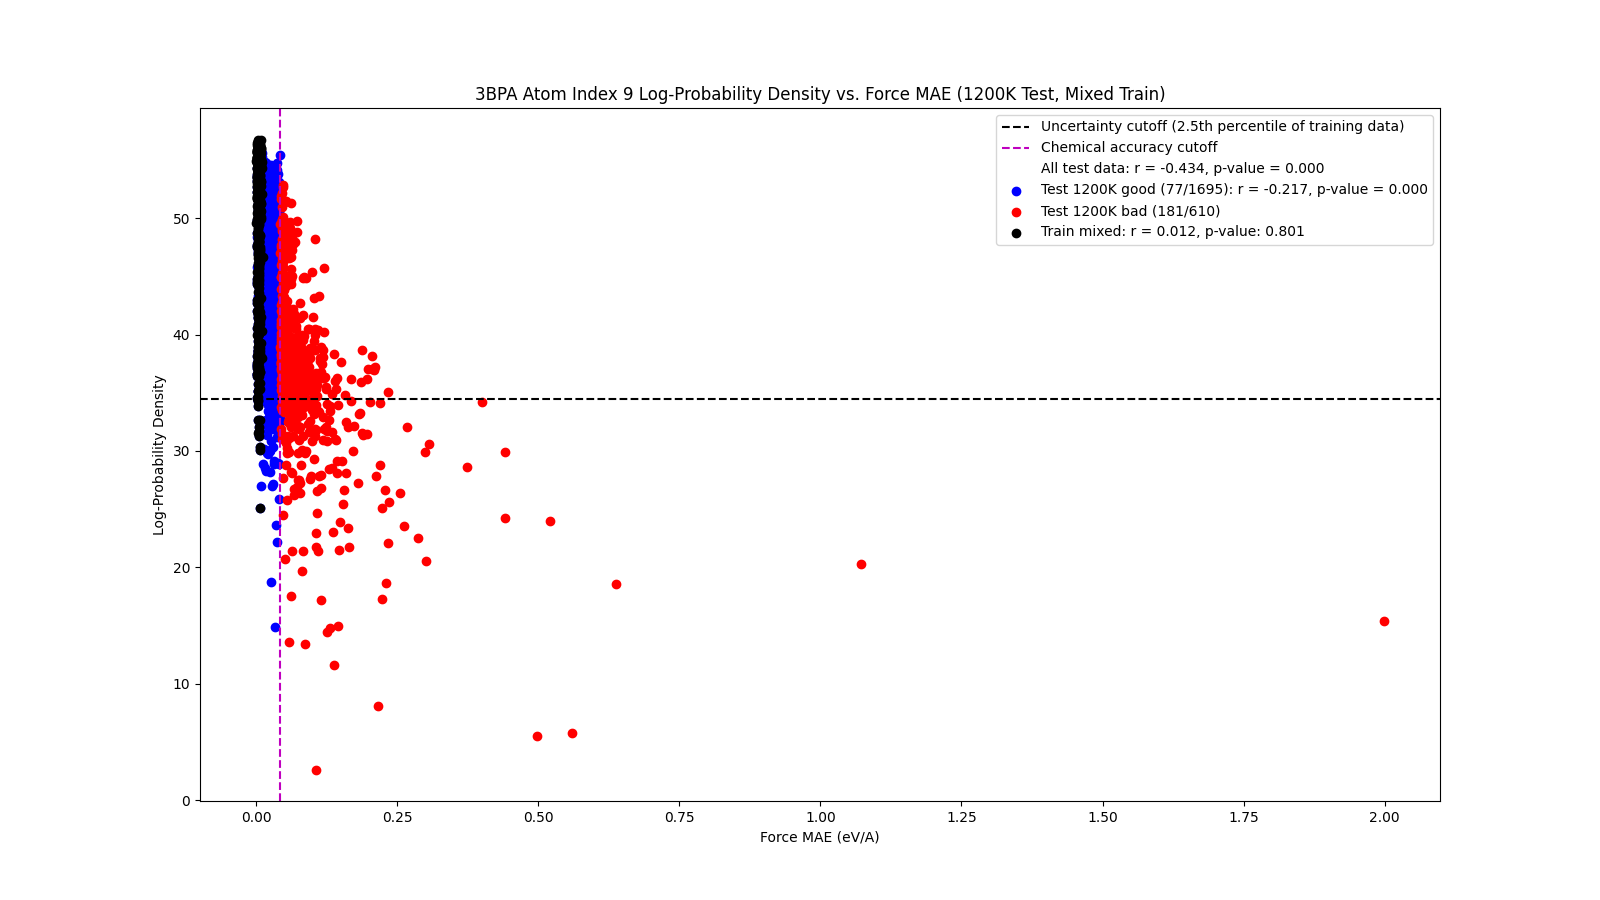 3BPA Atom Index 9 Log-Probability Density vs. Force MAE (1200K Test, Mixed Train)
Uncertainty cutoff (2.5th percentile of training data)
Chemical accuracy cutoff
All test data: r = -0.434, p-value = 0.000
Test 1200K good (77/1695): r = -0.217, p-value = 0.000
Test 1200K bad (181/610)
Train mixed: r = 0.012, p-value: 0.801
Log-Probability Density
50
40
30
20
10
0
0.00 0.25 0.50 0.75 1.00 1.25 1.50 1.75 2.00
Force MAE (eV/A)